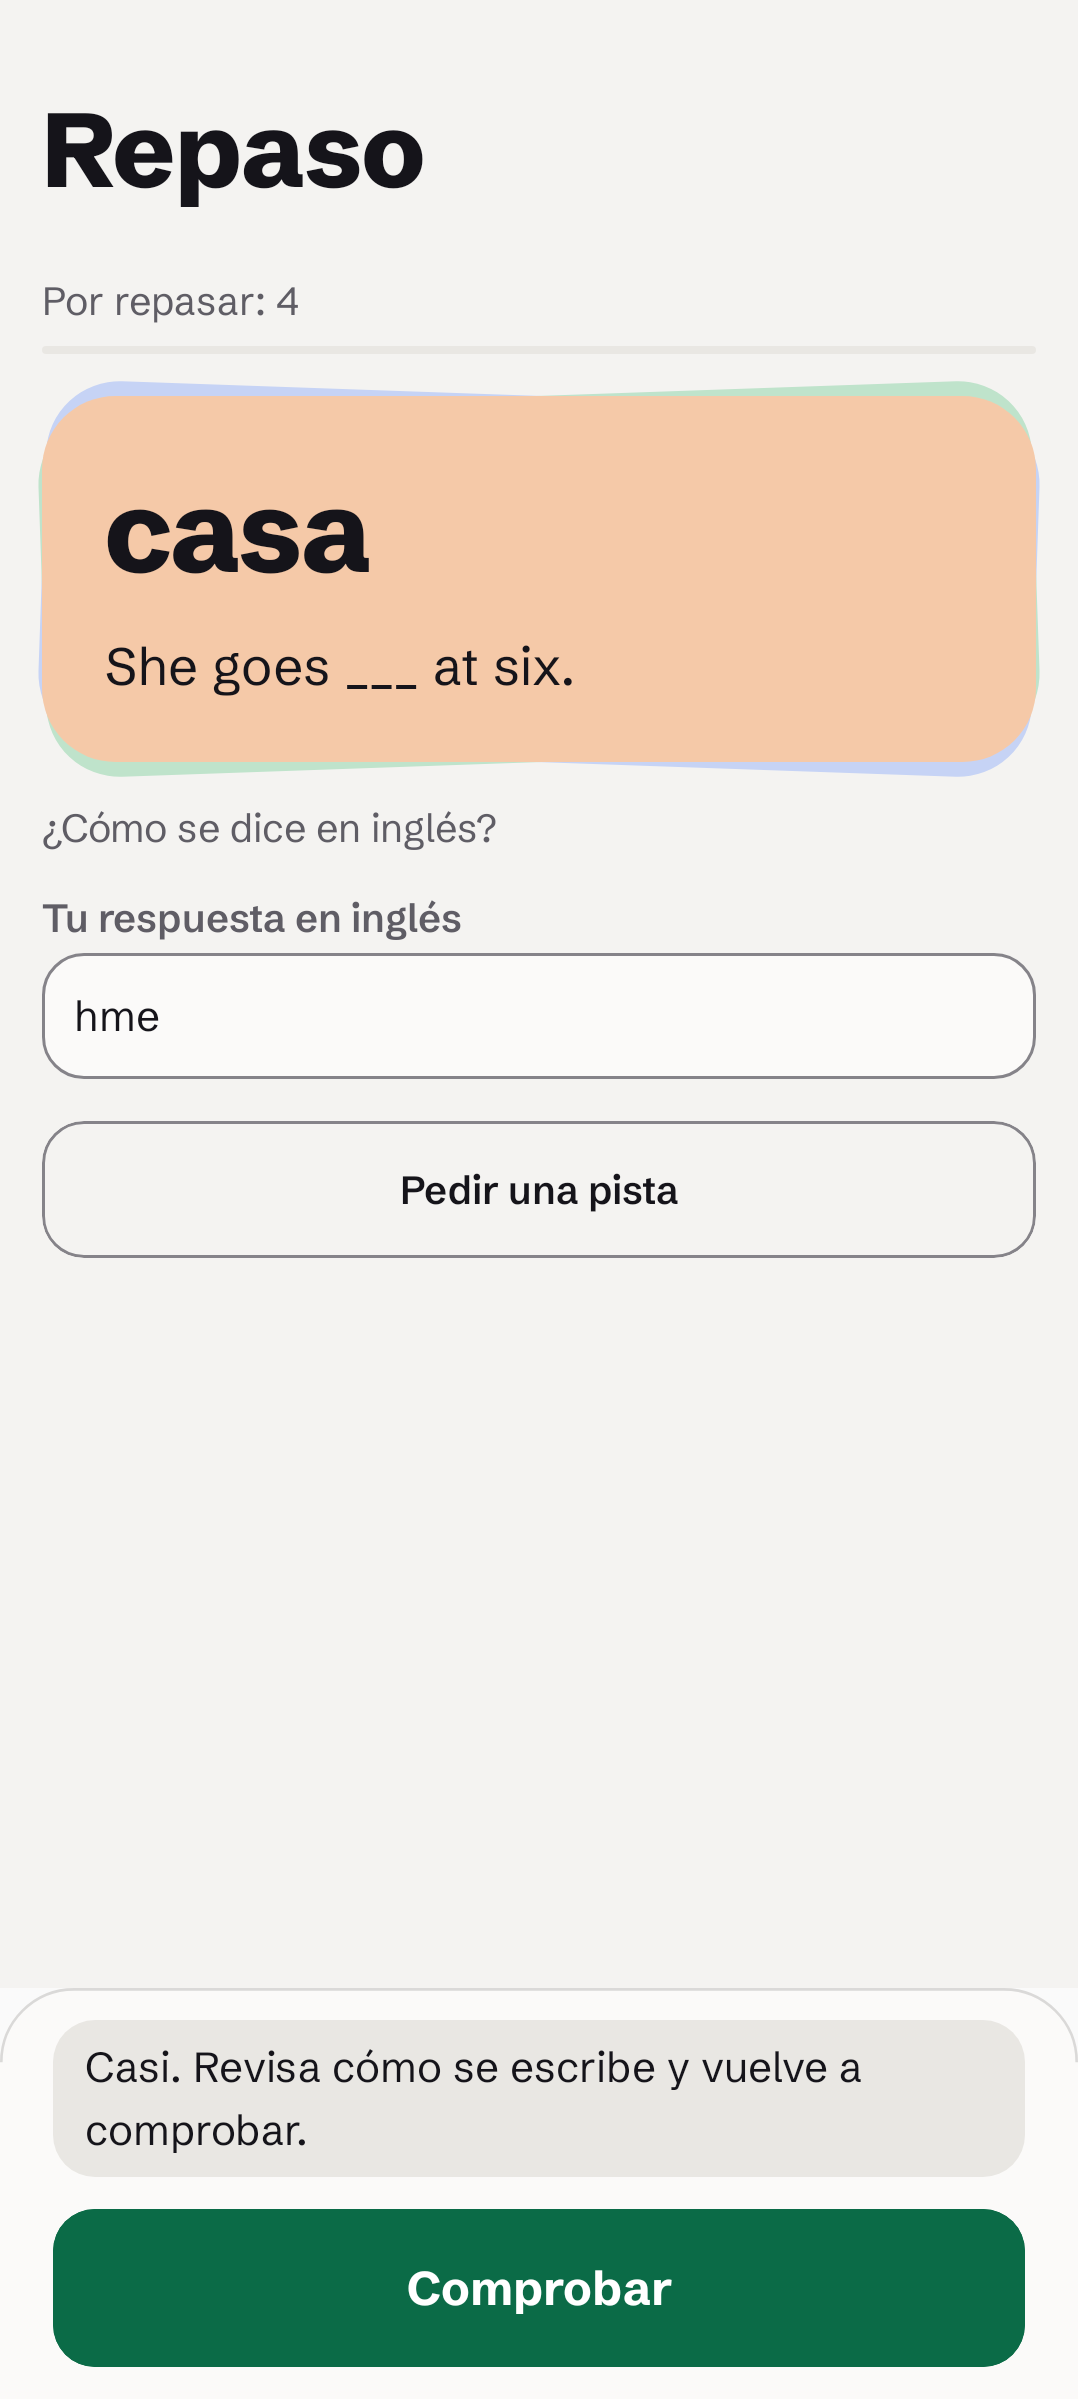 Repaso
Por repasar: 4
casa
She goes ___ at six.
¿Cómo se dice en inglés?
Tu respuesta en inglés
hme
Pedir una pista
Casi. Revisa cómo se escribe y vuelve a
comprobar.
Comprobar